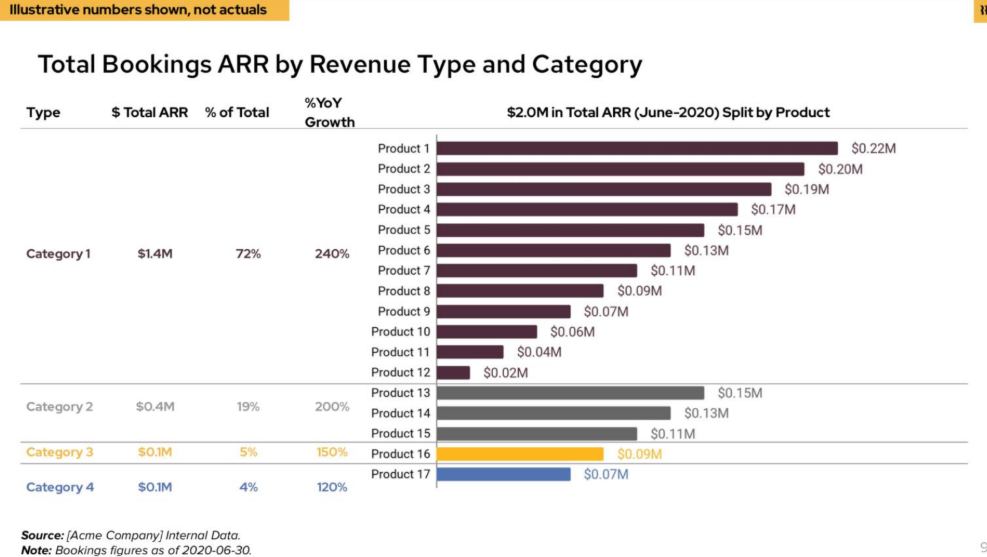 Illustrative numbers shown, not actuals
Total Bookings ARR by Revenue Type and Category
Type $ Total ARR % of Total %YoY Growth $2.0M in Total ARR (June-2020) Split by Product
Product 1 $0.22M
Product 2 $0.20M
Product 3 $0.19M
Product 4 $0.17M
Product 5 $0.15M
Category 1 $1.4M 72% 240% Product 6 $0.13M
Product 7 $0.11M
Product 8 $0.09M
Product 9 $0.07M
Product 10 $0.06M
Product 11 $0.04M
Product 12 $0.02M
Product 13 $0.15M
Category 2 $0.4M 19% 200% Product 14 $0.13M
Product 15 $0.11M
Category 3 $0.1M 5% 150% Product 16 $0.09M
Product 17 $0.07M
Category 4 $0.1M 4% 120%
Source: [Acme Company] Internal Data.
Note: Bookings figures as of 2020-06-30.
9